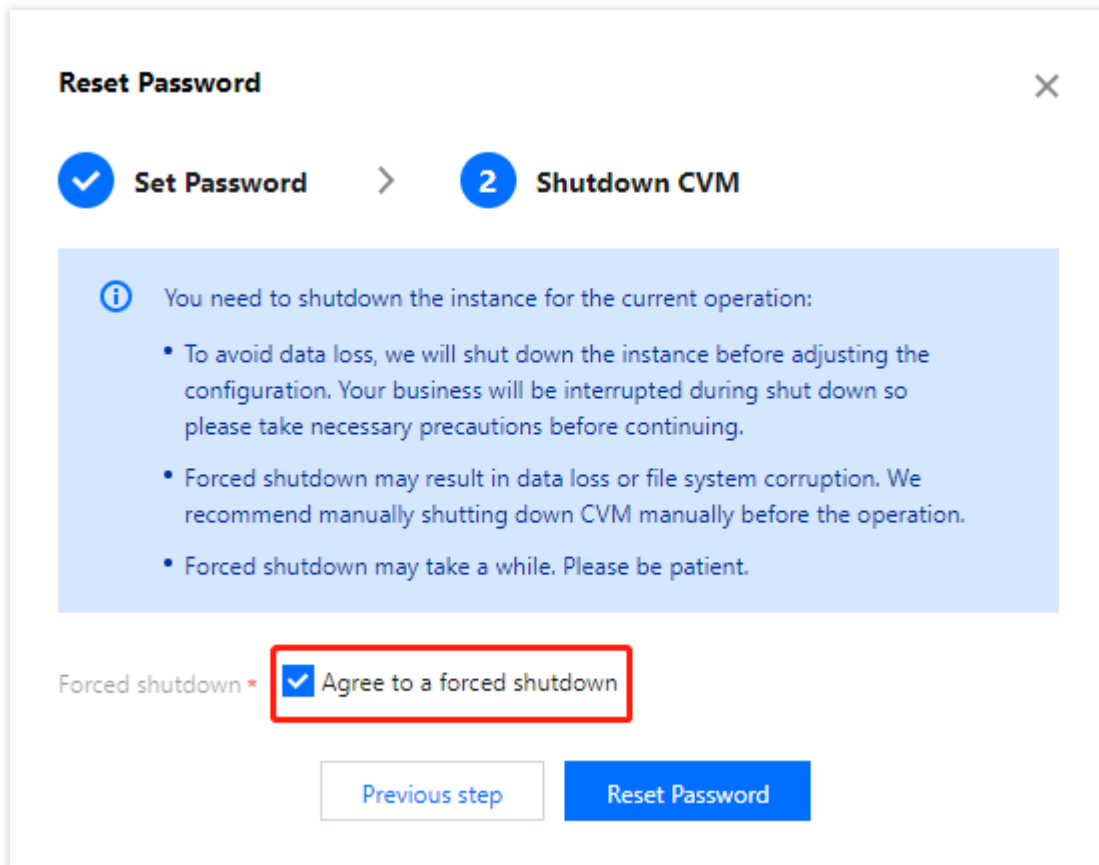 Reset Password
Set Password
2
Shutdown CVM
You need to shutdown the instance for the current operation:
• To avoid data loss, we will shut down the instance before adjusting the
configuration. Your business will be interrupted during shut down so
please take necessary precautions before continuing.
• Forced shutdown may result in data loss or file system corruption. We
recommend manually shutting down CVM manually before the operation.
• Forced shutdown may take a while. Please be patient.
Forced shutdown * Agree to a forced shutdown
Previous step
Reset Password